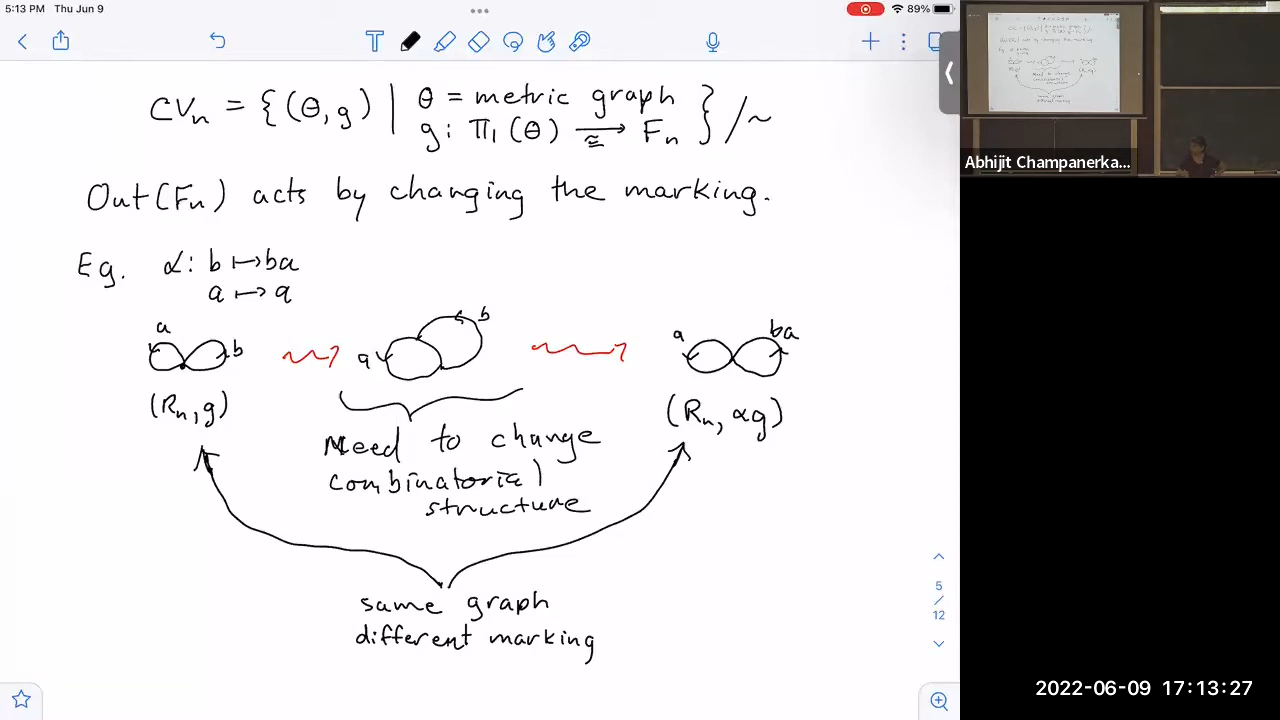 5:13 PM Thu Jun 9
89%
CVₙ = {(Θ, g) | Θ = metric graph
g: π₁(Θ) ≅→ Fₙ } / ~
Out(Fₙ) acts by changing the marking.
Eg. α: b ↦ ba
a ↦ a
a b
a b
a ba
(Rₙ, g)
(Rₙ, αg)
Need to change
combinatorial
structure
same graph
different marking
5
/
12
Abhijit Champanerka...
2022-06-09 17:13:27